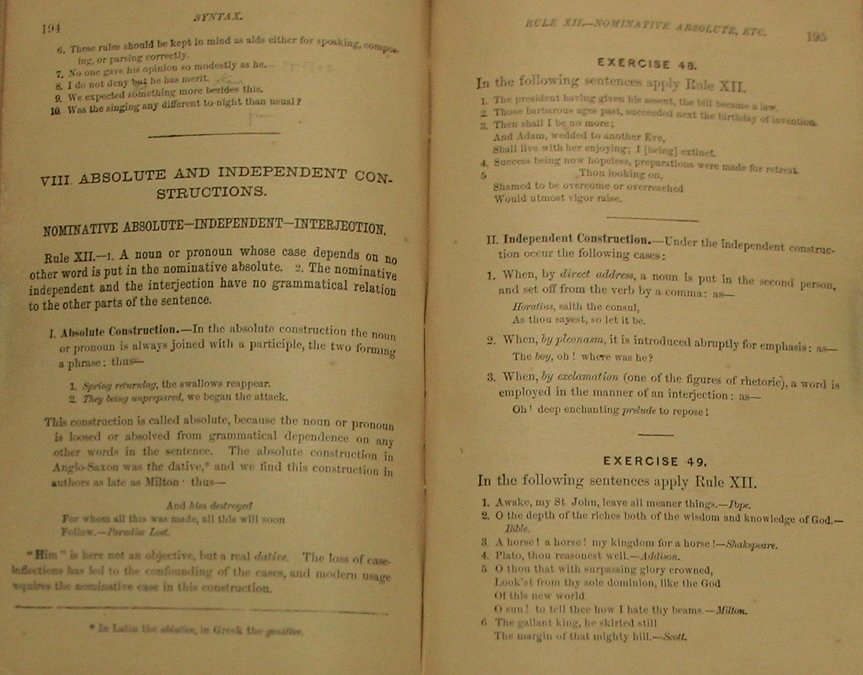 194
SYNTAX.
6. These rules should be kept in mind as aids either for speaking, compos-
ing, or parsing correctly.
7. No one gave his opinion so modestly as he.
8. I do not deny but he has merit.
9. We expected something more besides this.
10. Was the singing any different to-night than usual?
VIII. ABSOLUTE AND INDEPENDENT CON-
STRUCTIONS.
NOMINATIVE ABSOLUTE—INDEPENDENT—INTERJECTION.
Rule XII.—1. A noun or pronoun whose case depends on no
other word is put in the nominative absolute. 2. The nominative
independent and the interjection have no grammatical relation
to the other parts of the sentence.
I. Absolute Construction.—In the absolute construction the noun
or pronoun is always joined with a participle, the two forming
a phrase; thus—
1. Spring returning, the swallows reappear.
2. They being unprepared, we began the attack.
This construction is called absolute, because the noun or pronoun
is loosed or absolved from grammatical dependence on any
other words in the sentence. The absolute construction in
Anglo-Saxon was the dative,* and we find this construction in
authors as late as Milton: thus—
And him destroyed
For whom all this was made, all this will soon
Follow.—Paradise Lost.
"Him" is here not an objective, but a real dative. The loss of case-
inflections has led to the confounding of the cases, and modern usage
requires the nominative case in this construction.
* In Latin the ablative, in Greek the genitive.
RULE XII.—NOMINATIVE ABSOLUTE, ETC.
195
EXERCISE 48.
In the following sentences apply Rule XII.
1. The president having given his assent, the bill became a law.
2. Those barbarous ages past, succeeded next the birthday of invention.
3. Then shall I be no more;
And Adam, wedded to another Eve,
Shall live with her enjoying; I [being] extinct.
4. Success being now hopeless, preparations were made for retreat.
5 Thou looking on,
Shamed to be overcome or overreached
Would utmost vigor raise.
II. Independent Construction.—Under the independent construc-
tion occur the following cases:
1. When, by direct address, a noun is put in the second person,
and set off from the verb by a comma: as—
Horatius, saith the consul,
As thou sayest, so let it be.
2. When, by pleonasm, it is introduced abruptly for emphasis: as—
The boy, oh! where was he?
3. When, by exclamation (one of the figures of rhetoric), a word is
employed in the manner of an interjection: as—
Oh! deep enchanting prelude to repose!
EXERCISE 49.
In the following sentences apply Rule XII.
1. Awake, my St. John, leave all meaner things.—Pope.
2. O the depth of the riches both of the wisdom and knowledge of God.—
Bible.
3. A horse! a horse! my kingdom for a horse!—Shakspeare.
4. Plato, thou reasonest well.—Addison.
5 O thou that with surpassing glory crowned,
Look'st from thy sole dominion, like the God
Of this new world
O sun! to tell thee how I hate thy beams.—Milton.
6 The gallant king, he skirted still
The margin of that mighty hill.—Scott.